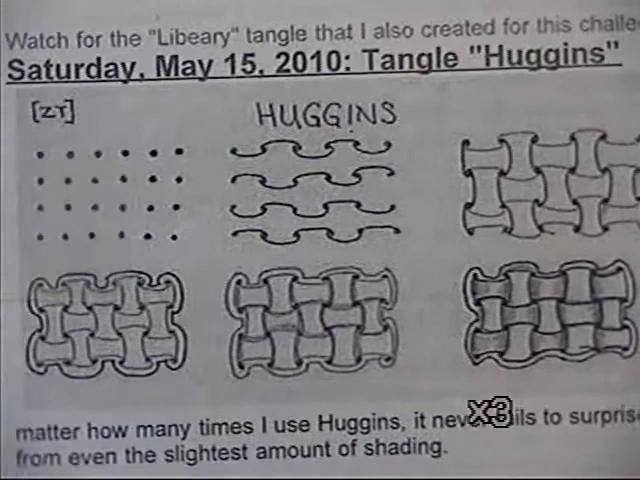 Watch for the "Libeary" tangle that I also created for this challe
Saturday, May 15, 2010: Tangle "Huggins"
[ZT]
HUGGINS
matter how many times I use Huggins, it nev x3 ils to surpris
from even the slightest amount of shading.